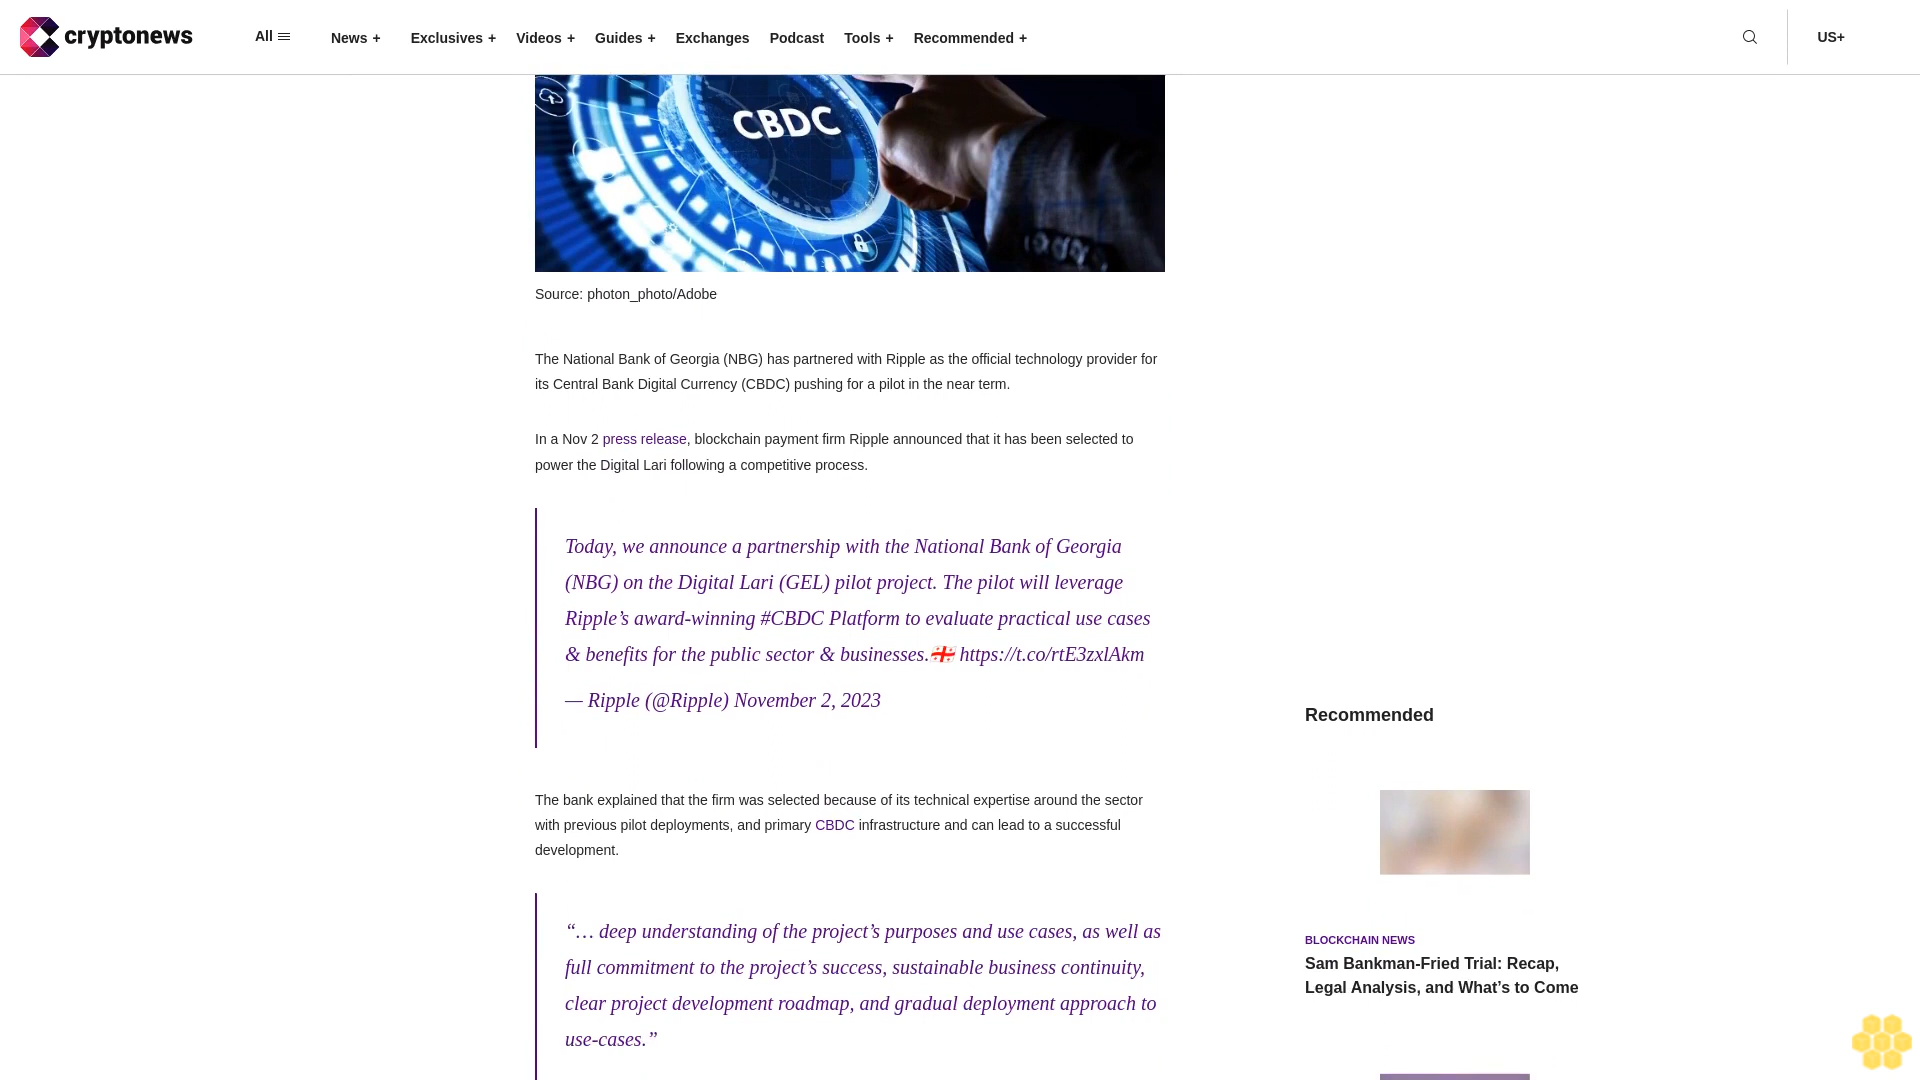 cryptonews
All
News +
Exclusives +
Videos +
Guides +
Exchanges
Podcast
Tools +
Recommended +
US+
CBDC
Source: photon_photo/Adobe
The National Bank of Georgia (NBG) has partnered with Ripple as the official technology provider for
its Central Bank Digital Currency (CBDC) pushing for a pilot in the near term.
In a Nov 2 press release, blockchain payment firm Ripple announced that it has been selected to
power the Digital Lari following a competitive process.
Today, we announce a partnership with the National Bank of Georgia
(NBG) on the Digital Lari (GEL) pilot project. The pilot will leverage
Ripple’s award-winning #CBDC Platform to evaluate practical use cases
& benefits for the public sector & businesses.🇬🇪 https://t.co/rtE3zxlAkm
— Ripple (@Ripple) November 2, 2023
The bank explained that the firm was selected because of its technical expertise around the sector
with previous pilot deployments, and primary CBDC infrastructure and can lead to a successful
development.
“… deep understanding of the project’s purposes and use cases, as well as
full commitment to the project’s success, sustainable business continuity,
clear project development roadmap, and gradual deployment approach to
use-cases.”
Recommended
BLOCKCHAIN NEWS
Sam Bankman-Fried Trial: Recap,
Legal Analysis, and What’s to Come